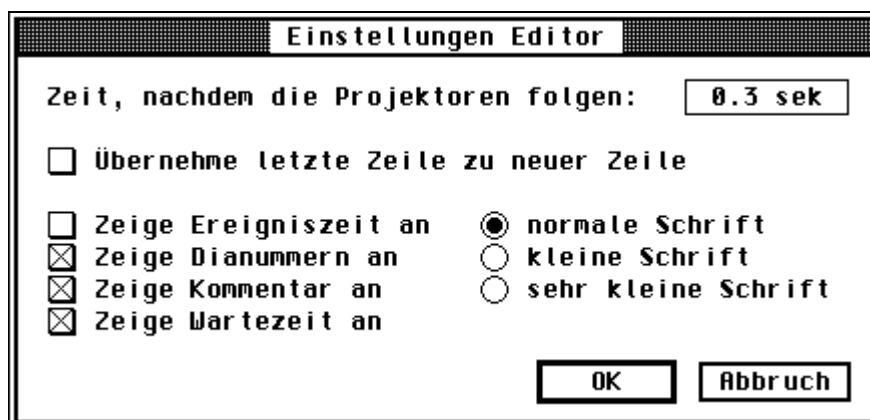 Einstellungen Editor
Zeit, nachdem die Projektoren folgen: 0.3 sek
Übernehme letzte Zeile zu neuer Zeile
Zeige Ereigniszeit an normale Schrift
Zeige Dianummern an kleine Schrift
Zeige Kommentar an sehr kleine Schrift
Zeige Wartezeit an
OK Abbruch